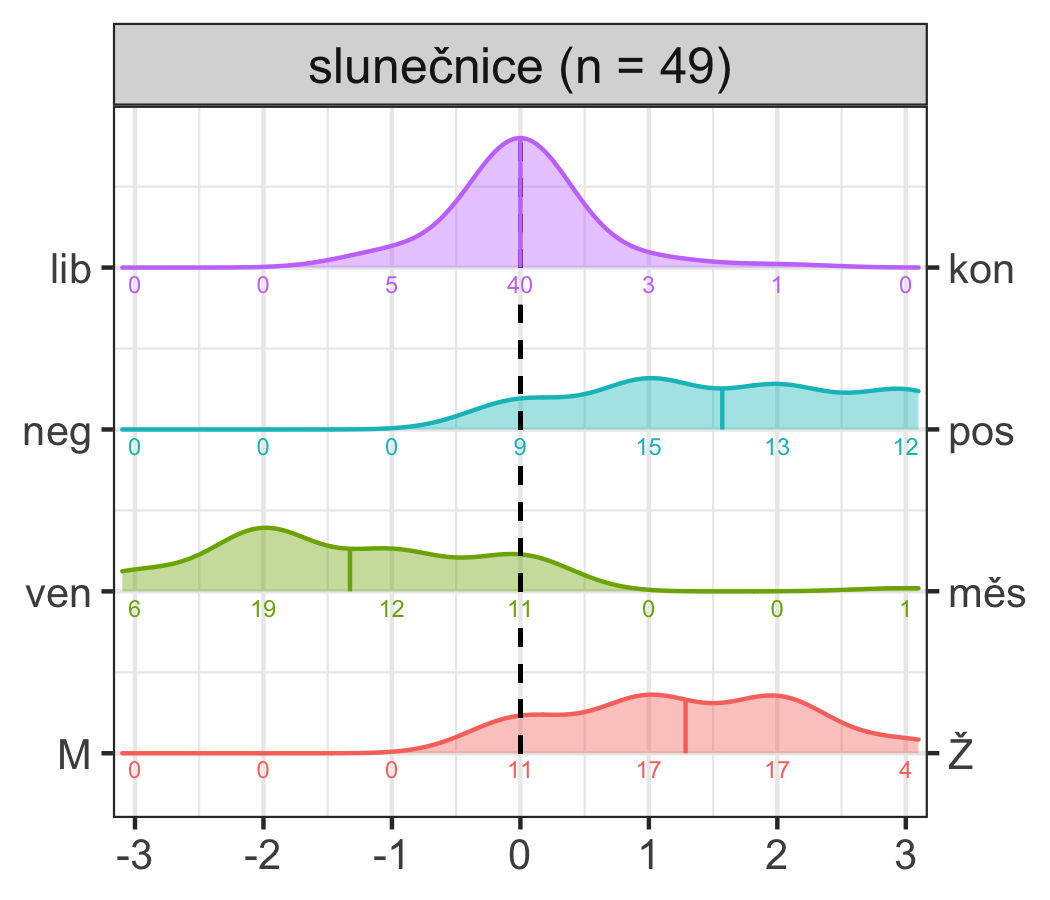 slunečnice (n = 49)
lib kon
0 0 5 40 3 1 0
neg pos
0 0 0 9 15 13 12
ven měs
6 19 12 11 0 0 1
M Ž
0 0 0 11 17 17 4
-3 -2 -1 0 1 2 3